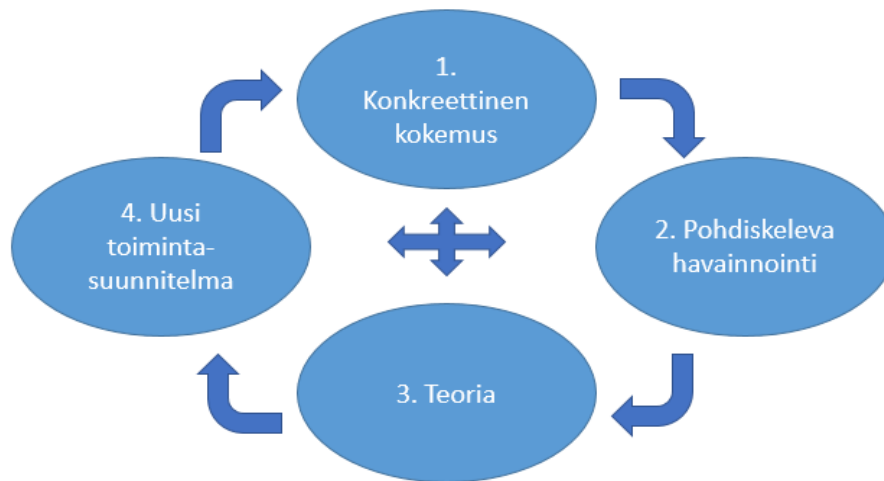 1.
Konkreettinen
kokemus
2. Pohdiskeleva
havainnointi
3. Teoria
4. Uusi
toiminta-
suunnitelma